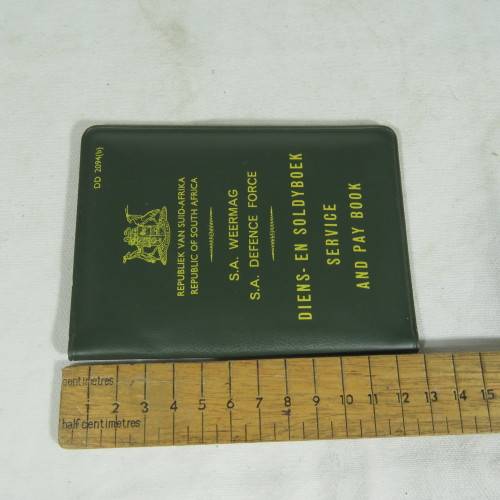 DD 2094(b)
REPUBLIEK VAN SUID-AFRIKA
REPUBLIC OF SOUTH AFRICA
S.A. WEERMAG
S.A. DEFENCE FORCE
DIENS- EN SOLDYBOEK
SERVICE
AND PAY BOOK
centimetres
1 2 3 4 5 6 7 8 9 10 11 12 13 14 15
half centimetres